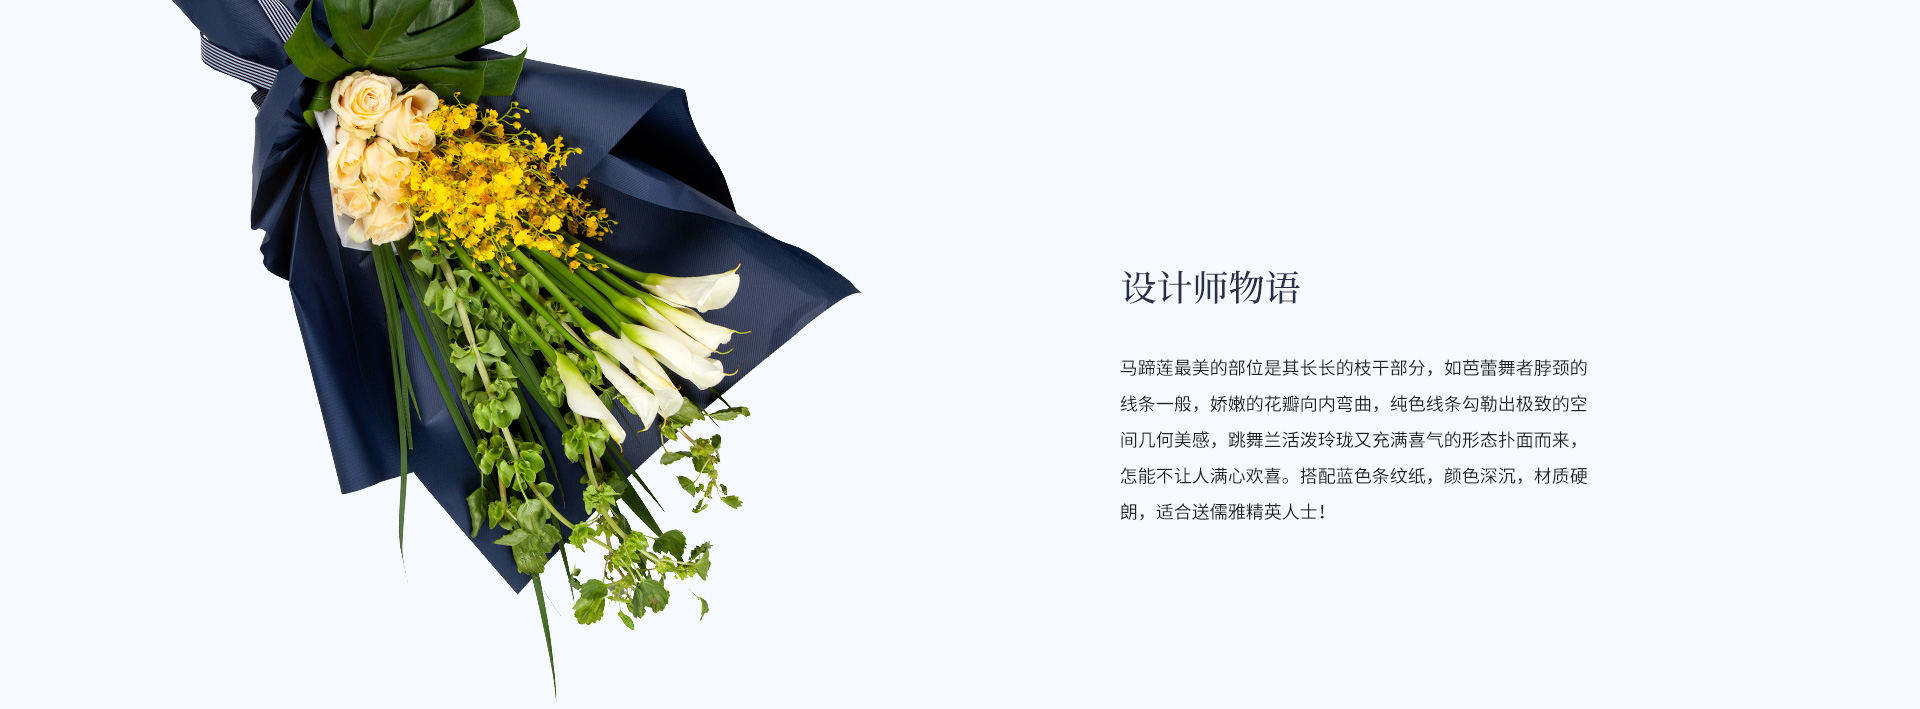 设计师物语
马蹄莲最美的部位是其长长的枝干部分，如芭蕾舞者脖颈的
线条一般，娇嫩的花瓣向内弯曲，纯色线条勾勒出极致的空
间几何美感，跳舞兰活泼玲珑又充满喜气的形态扑面而来，
怎能不让人满心欢喜。搭配蓝色条纹纸，颜色深沉，材质硬
朗，适合送儒雅精英人士！